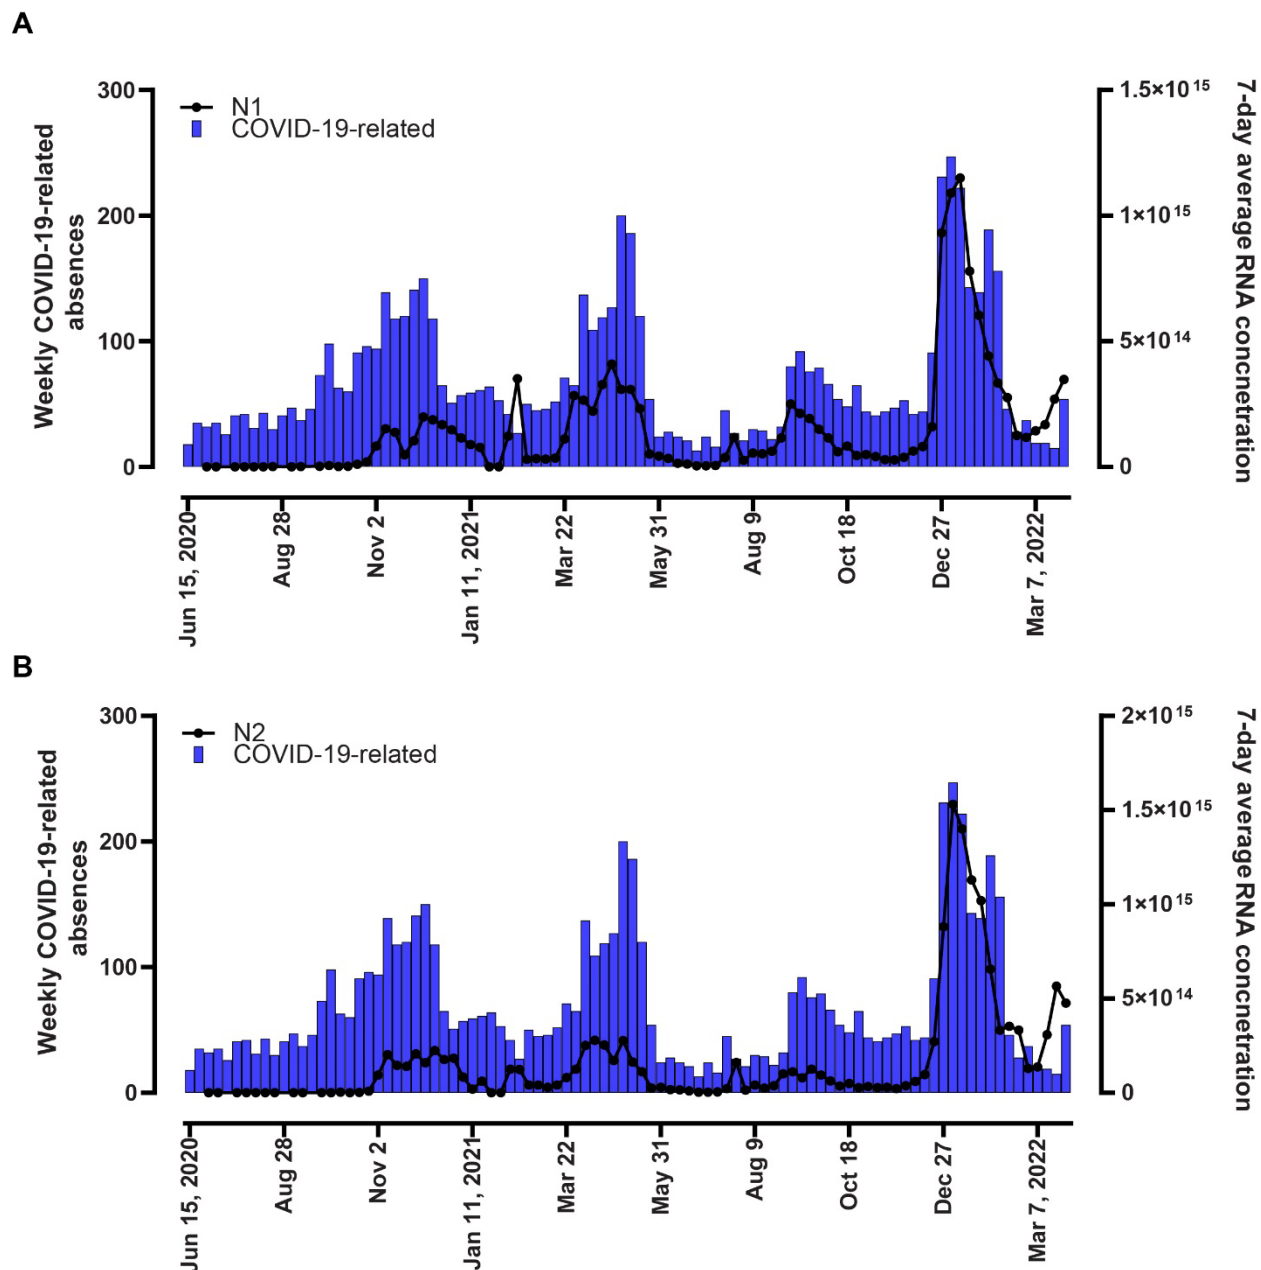 A
Weekly COVID-19-related
absences
300
200
100
0
N1
COVID-19-related
1.5×10¹⁵
1×10¹⁵
5×10¹⁴
0
7-day average RNA concnetration
Jun 15, 2020
Aug 28
Nov 2
Jan 11, 2021
Mar 22
May 31
Aug 9
Oct 18
Dec 27
Mar 7, 2022
B
Weekly COVID-19-related
absences
300
200
100
0
N2
COVID-19-related
2×10¹⁵
1.5×10¹⁵
1×10¹⁵
5×10¹⁴
0
7-day average RNA concnetration
Jun 15, 2020
Aug 28
Nov 2
Jan 11, 2021
Mar 22
May 31
Aug 9
Oct 18
Dec 27
Mar 7, 2022